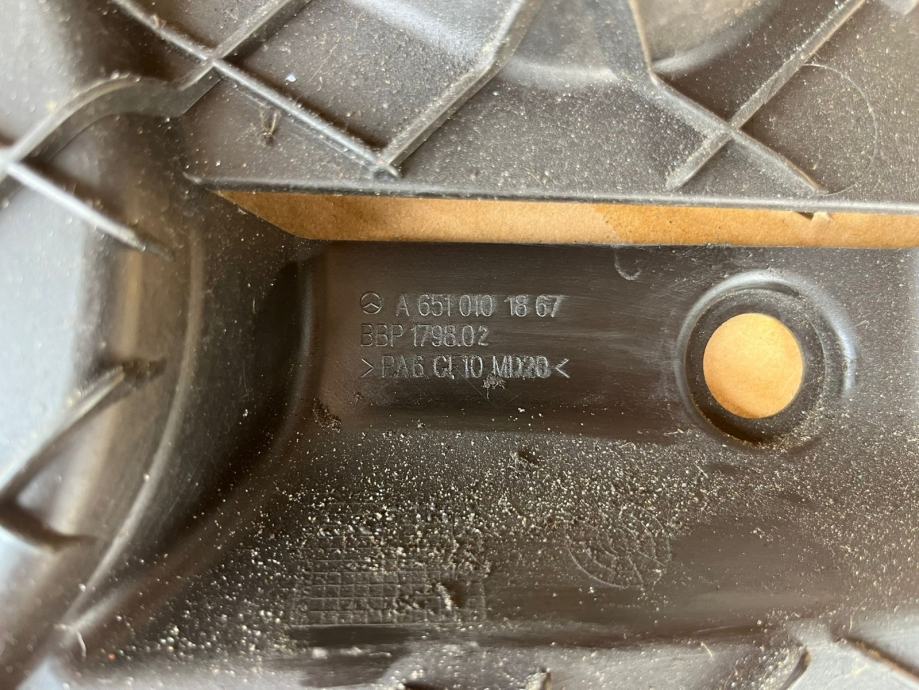 A 651 010 18 67
BBP 1798.02
>PA6 GF10 MD20<